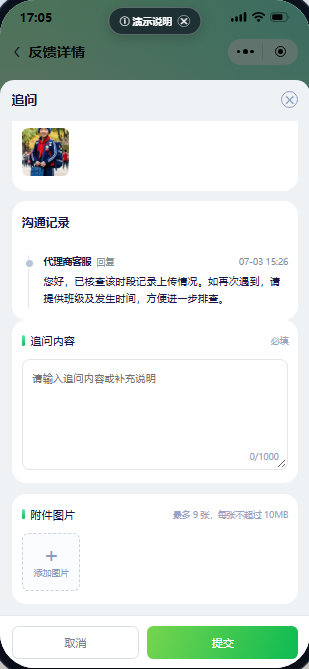 17:05
演示说明
反馈详情
追问
沟通记录
代理商客服 回复 07-03 15:26
您好，已核查该时段记录上传情况。如再次遇到，请
提供班级及发生时间，方便进一步排查。
追问内容 必填
请输入追问内容或补充说明
0/1000
附件图片 最多 9 张，每张不超过 10MB
添加图片
取消 提交